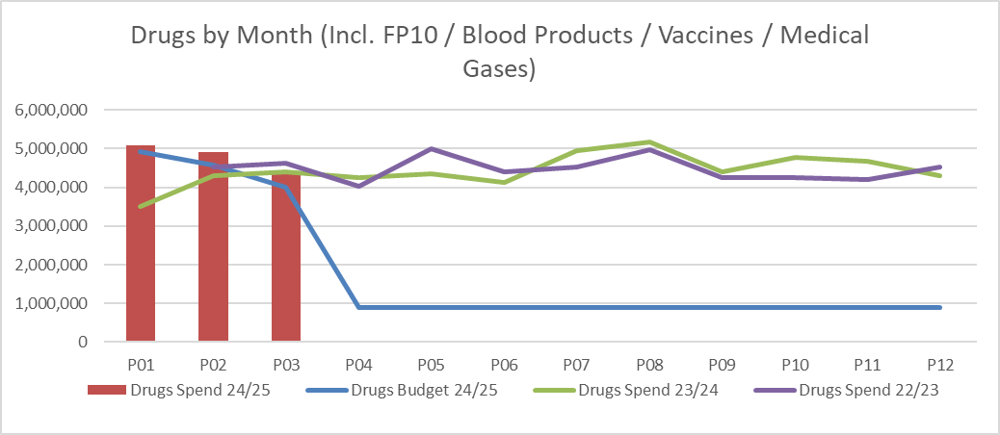 Drugs by Month (Incl. FP10 / Blood Products / Vaccines / Medical
Gases)
6,000,000
5,000,000
4,000,000
3,000,000
2,000,000
1,000,000
0
P01 P02 P03 P04 P05 P06 P07 P08 P09 P10 P11 P12
Drugs Spend 24/25 Drugs Budget 24/25 Drugs Spend 23/24 Drugs Spend 22/23